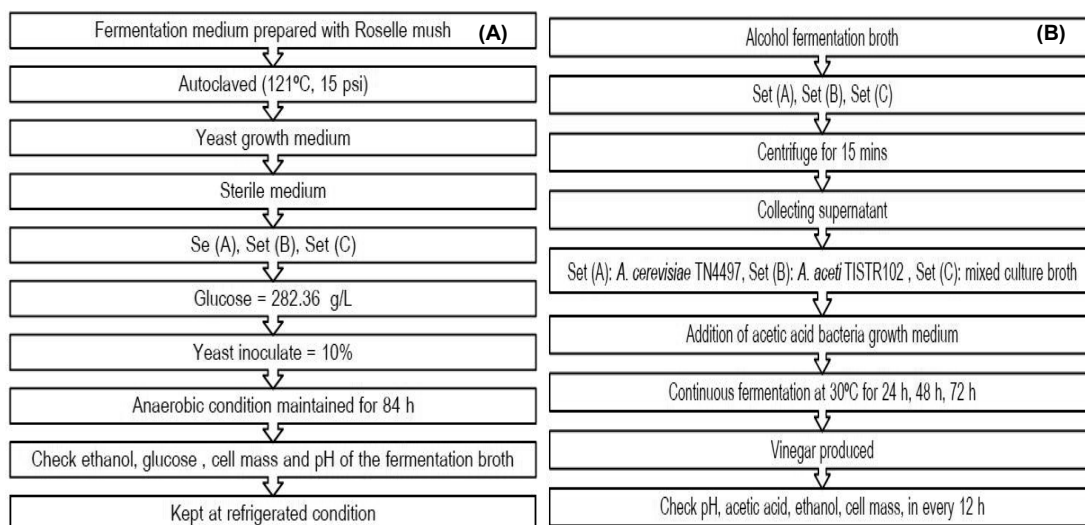 Fermentation medium prepared with Roselle mush (A)
Autoclaved (121ºC, 15 psi)
Yeast growth medium
Sterile medium
Se (A), Set (B), Set (C)
Glucose = 282.36 g/L
Yeast inoculate = 10%
Anaerobic condition maintained for 84 h
Check ethanol, glucose , cell mass and pH of the fermentation broth
Kept at refrigerated condition
Alcohol fermentation broth (B)
Set (A), Set (B), Set (C)
Centrifuge for 15 mins
Collecting supernatant
Set (A): A. cerevisiae TN4497, Set (B): A. aceti TISTR102 , Set (C): mixed culture broth
Addition of acetic acid bacteria growth medium
Continuous fermentation at 30ºC for 24 h, 48 h, 72 h
Vinegar produced
Check pH, acetic acid, ethanol, cell mass, in every 12 h